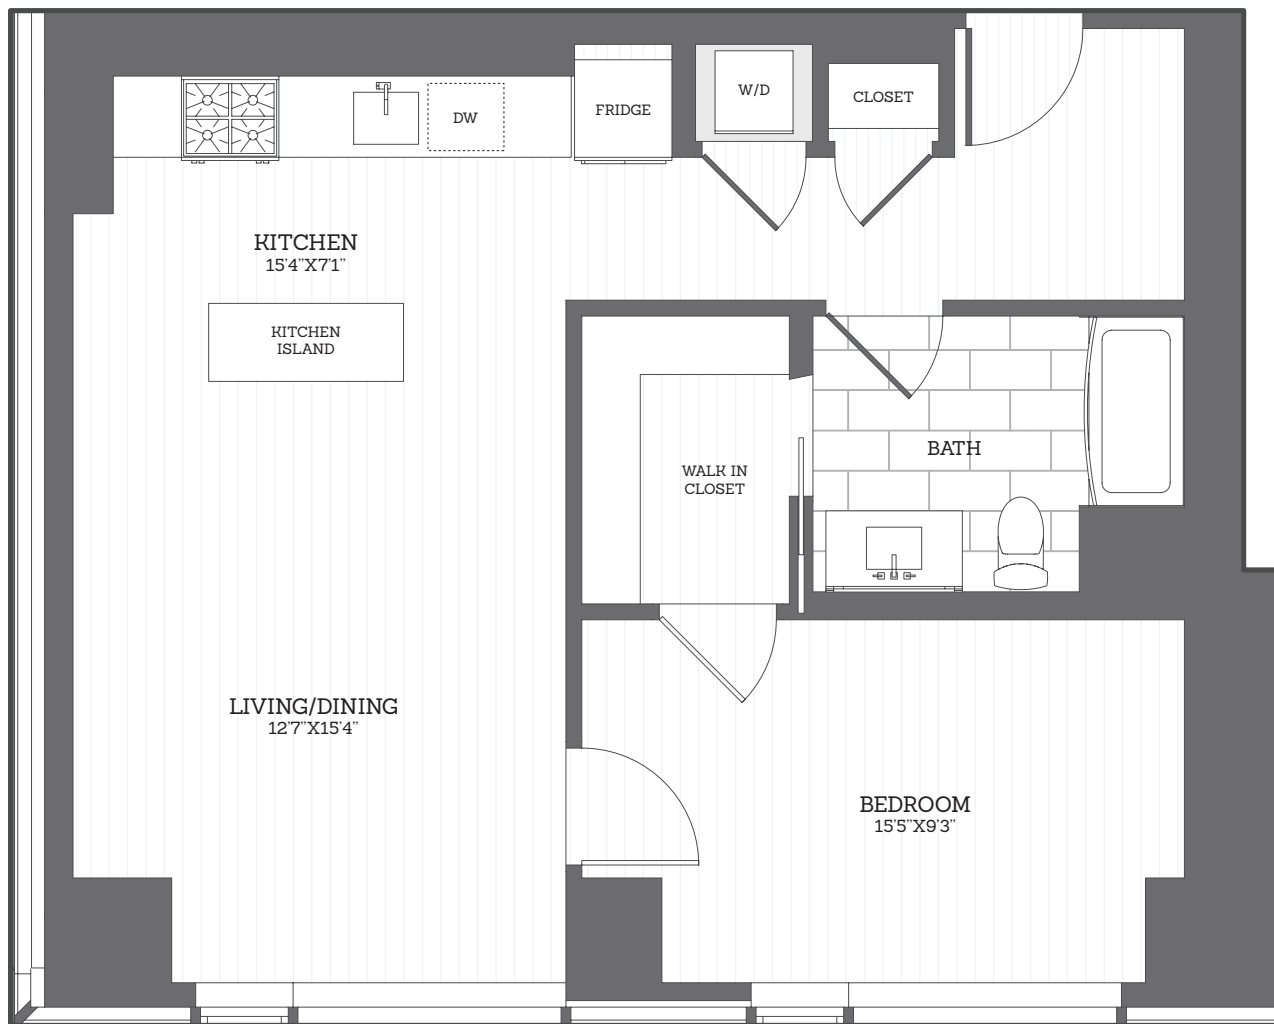 W/D
CLOSET
FRIDGE
DW
KITCHEN
15'4"X7'1"
KITCHEN
ISLAND
BATH
WALK IN
CLOSET
LIVING/DINING
12'7"X15'4"
BEDROOM
15'5"X9'3"